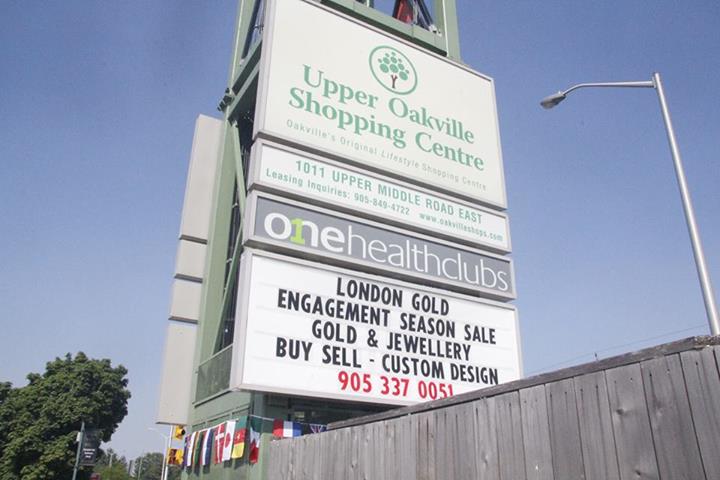 Upper Oakville
Shopping Centre
Oakville's Original Lifestyle Shopping Centre
1011 UPPER MIDDLE ROAD EAST
Leasing Inquiries: 905-849-4722 www.oakvilleshops.com
onehealthclubs
LONDON GOLD
ENGAGEMENT SEASON SALE
GOLD & JEWELLERY
BUY SELL - CUSTOM DESIGN
905 337 0051